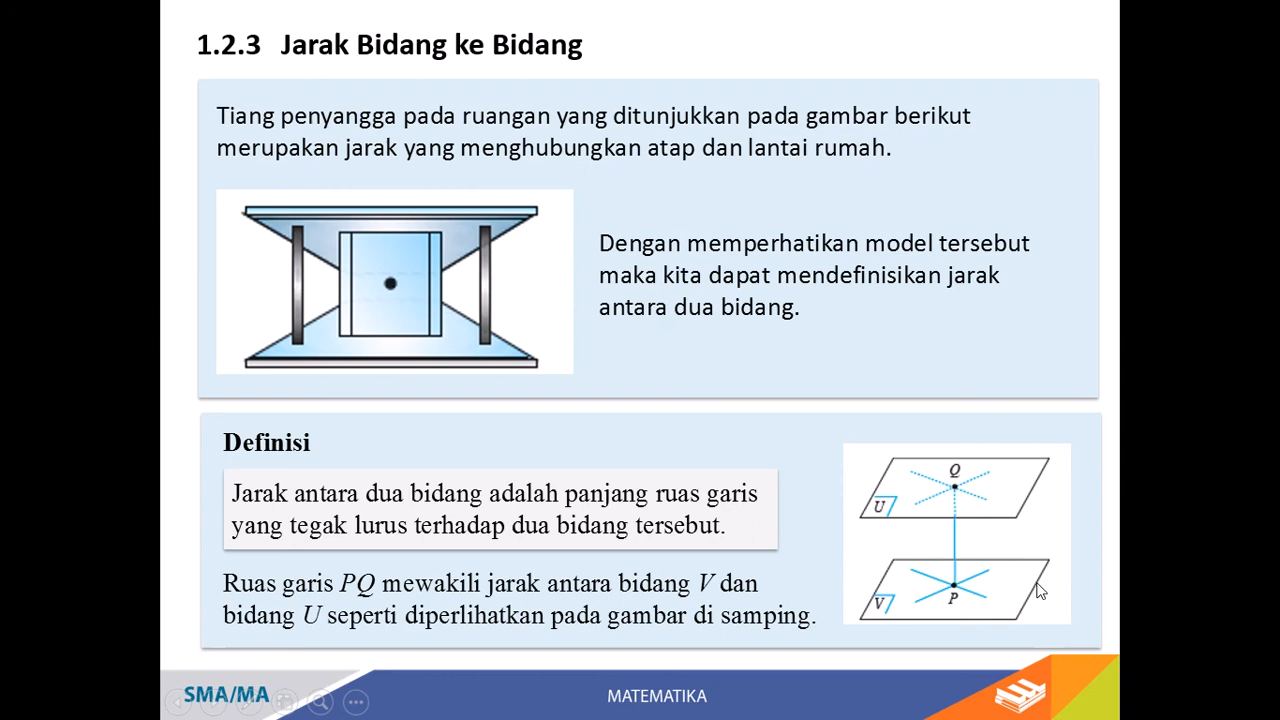 1.2.3 Jarak Bidang ke Bidang
Tiang penyangga pada ruangan yang ditunjukkan pada gambar berikut
merupakan jarak yang menghubungkan atap dan lantai rumah.
Dengan memperhatikan model tersebut
maka kita dapat mendefinisikan jarak
antara dua bidang.
Definisi
Jarak antara dua bidang adalah panjang ruas garis
yang tegak lurus terhadap dua bidang tersebut.
Ruas garis PQ mewakili jarak antara bidang V dan
bidang U seperti diperlihatkan pada gambar di samping.
Q
U
V
P
SMA/MA
MATEMATIKA